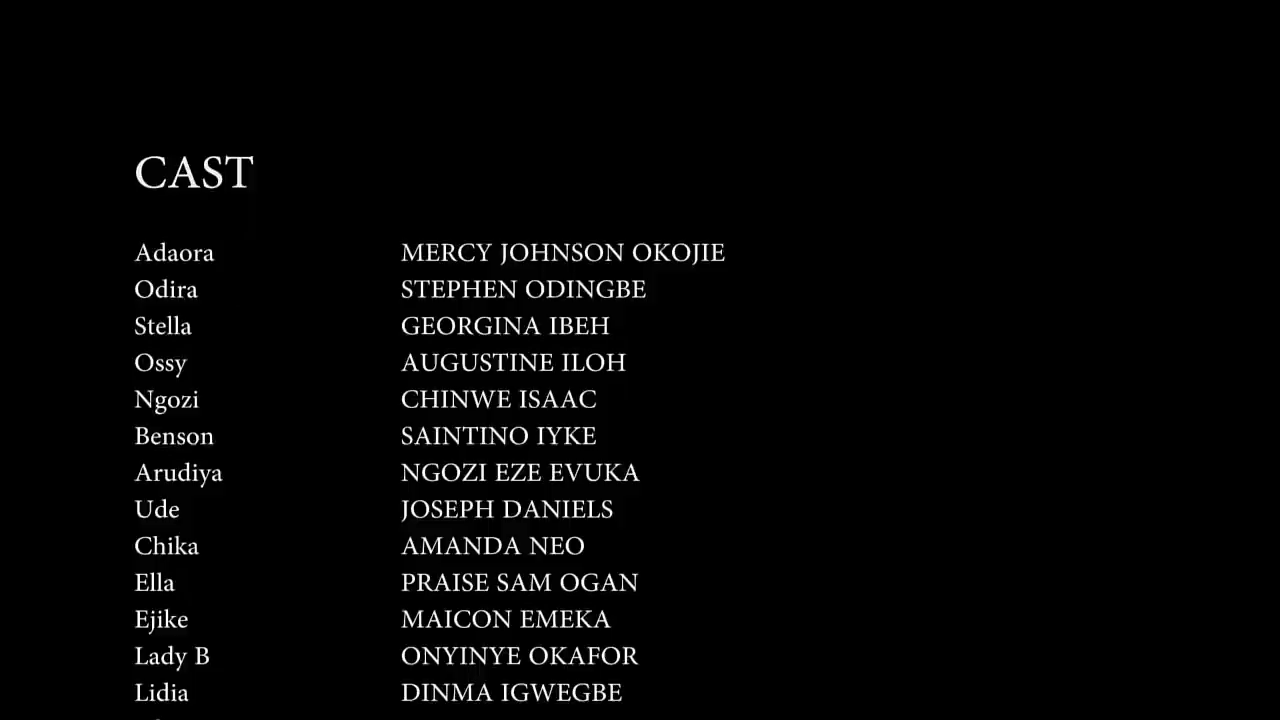 CAST
Adaora MERCY JOHNSON OKOJIE
Odira STEPHEN ODINGBE
Stella GEORGINA IBEH
Ossy AUGUSTINE ILOH
Ngozi CHINWE ISAAC
Benson SAINTINO IYKE
Arudiya NGOZI EZE EVUKA
Ude JOSEPH DANIELS
Chika AMANDA NEO
Ella PRAISE SAM OGAN
Ejike MAICON EMEKA
Lady B ONYINYE OKAFOR
Lidia DINMA IGWEGBE